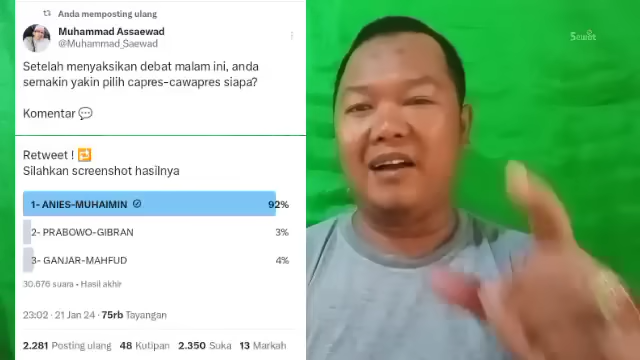 Anda memposting ulang
Muhammad Assaewad
@Muhammad_Saewad
Setelah menyaksikan debat malam ini, anda
semakin yakin pilih capres-cawapres siapa?
Komentar 💬
Retweet ! 🔁
Silahkan screenshot hasilnya
1- ANIES-MUHAIMIN 92%
2- PRABOWO-GIBRAN 3%
3- GANJAR-MAHFUD 4%
30.676 suara • Hasil akhir
23:02 · 21 Jan 24 · 75rb Tayangan
2.281 Posting ulang 48 Kutipan 2.350 Suka 13 Markah